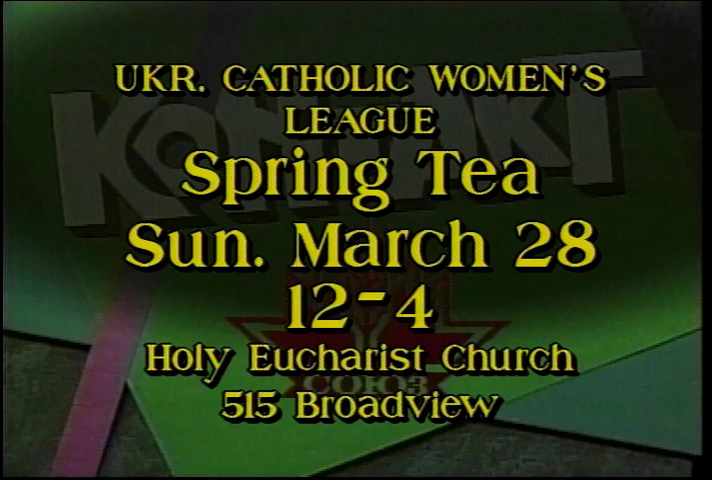 KONTAKT
UKR. CATHOLIC WOMEN'S
LEAGUE
Spring Tea
Sun. March 28
12-4
Holy Eucharist Church
СОЮЗ
515 Broadview